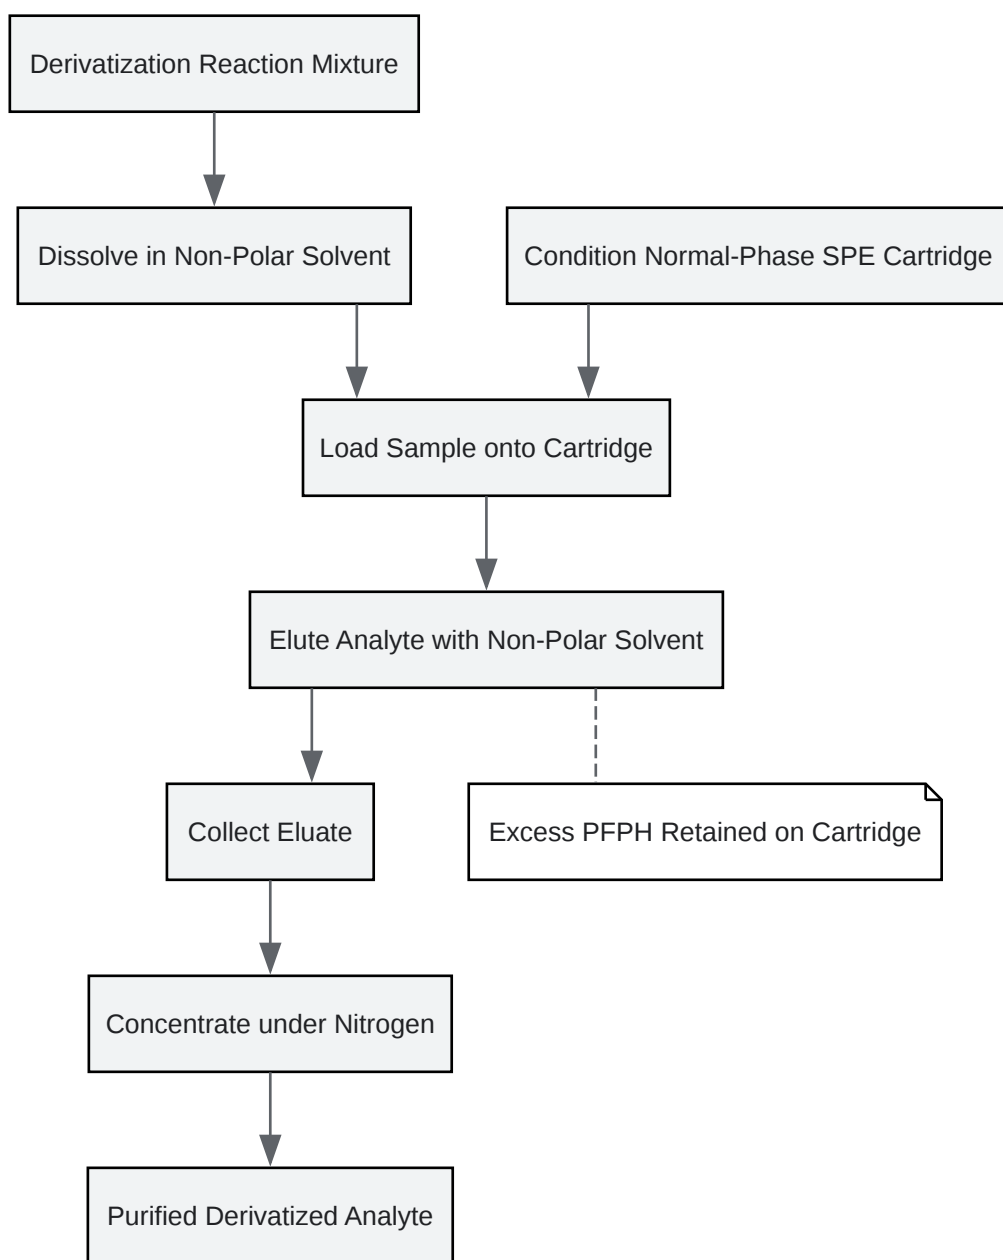 Derivatization Reaction Mixture
Dissolve in Non-Polar Solvent
Condition Normal-Phase SPE Cartridge
Load Sample onto Cartridge
Elute Analyte with Non-Polar Solvent
Collect Eluate
Excess PFPH Retained on Cartridge
Concentrate under Nitrogen
Purified Derivatized Analyte